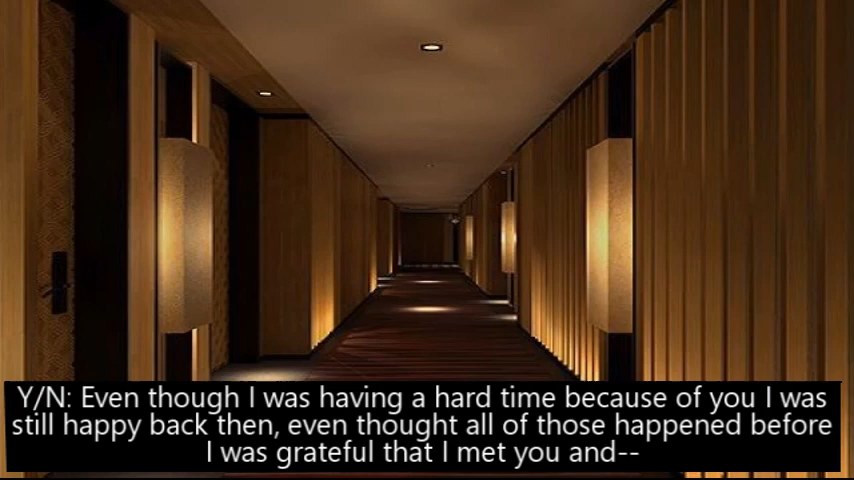 Y/N: Even though I was having a hard time because of you I was
still happy back then, even thought all of those happened before
I was grateful that I met you and--